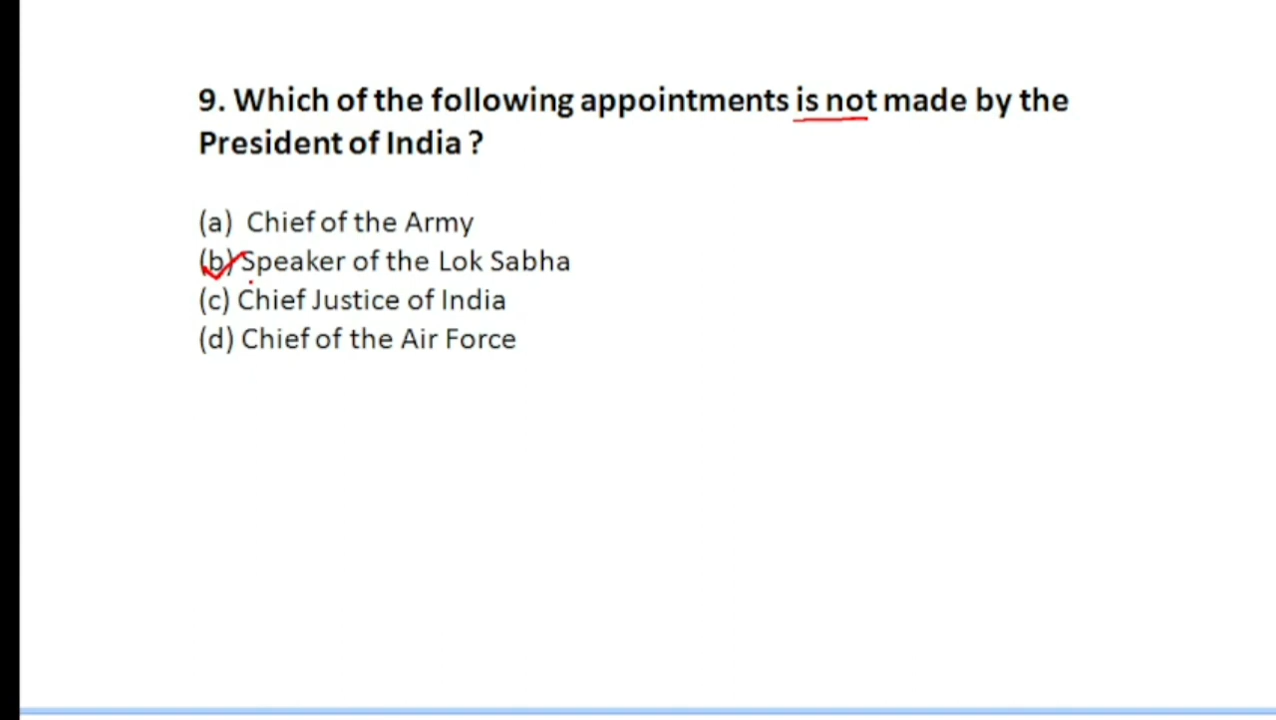 9. Which of the following appointments is not made by the
President of India ?
(a) Chief of the Army
(b) Speaker of the Lok Sabha
(c) Chief Justice of India
(d) Chief of the Air Force